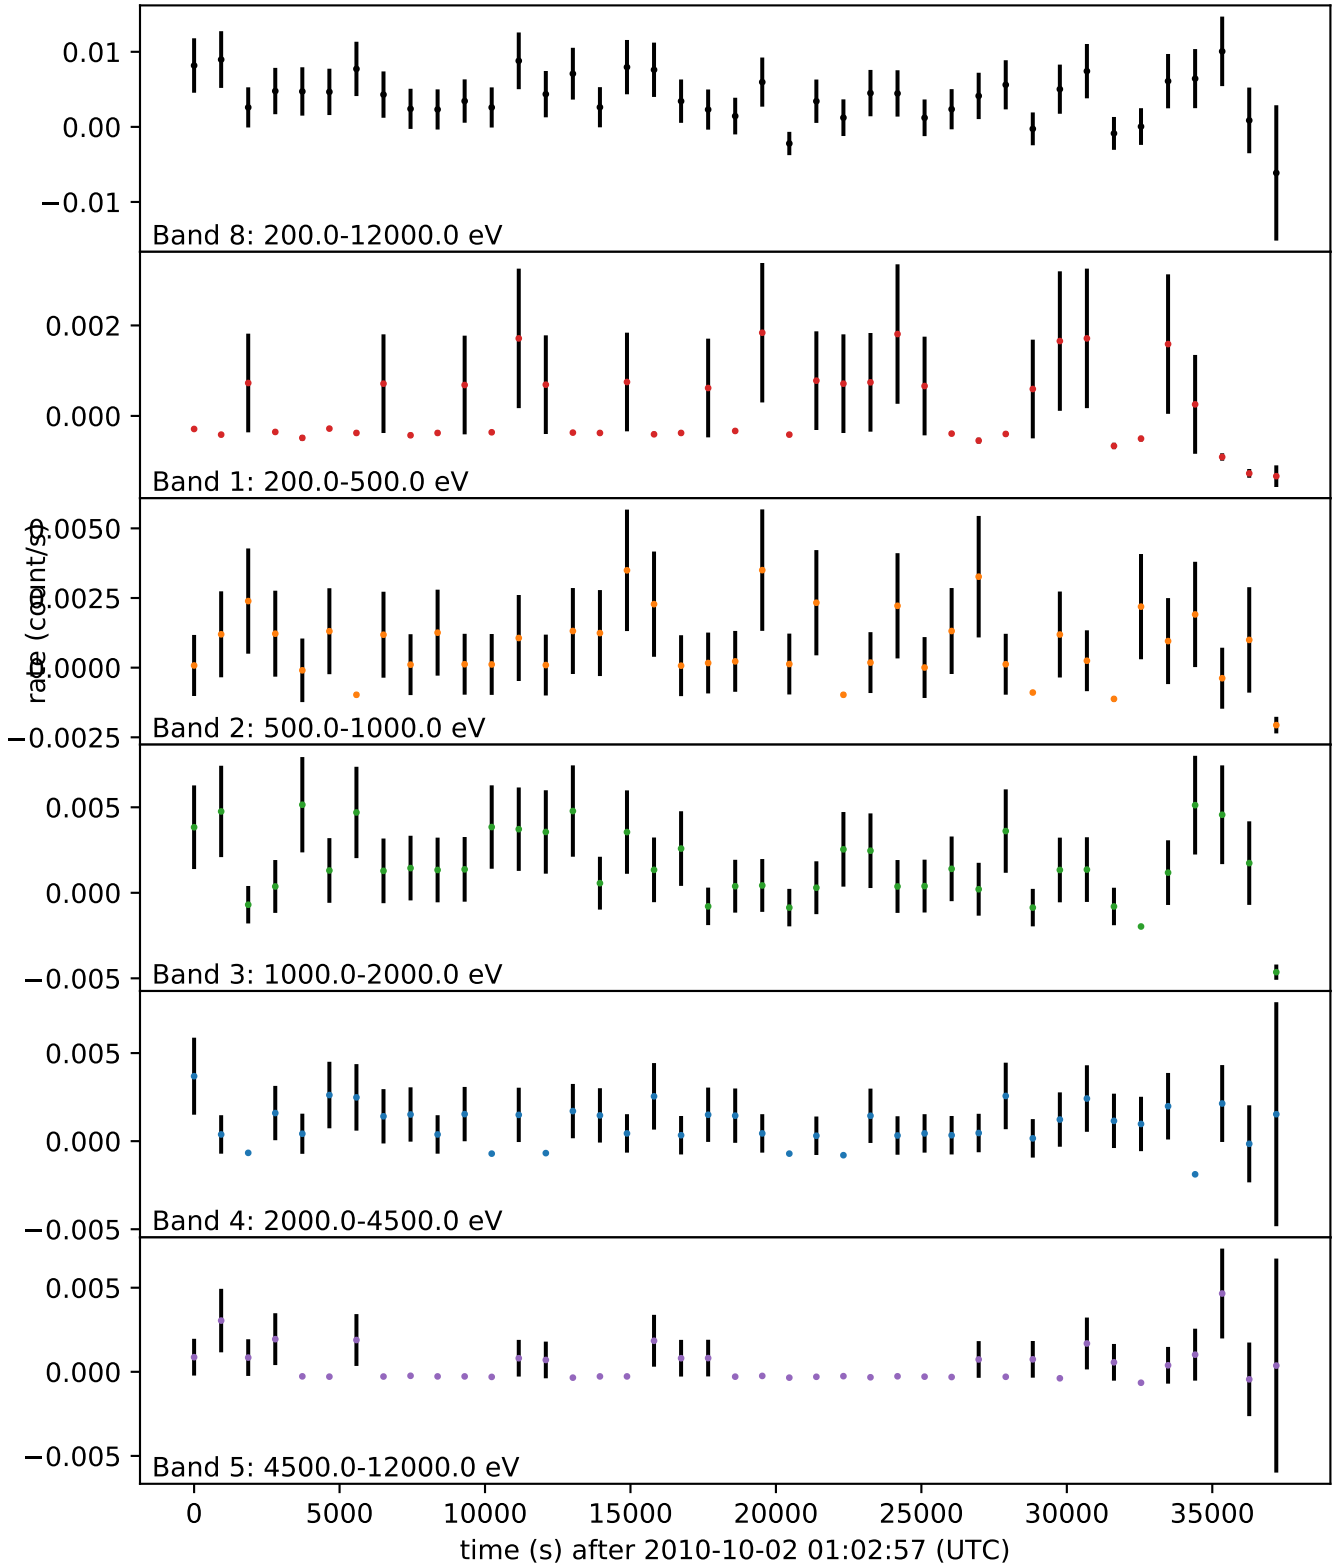 0.01
0.00
−0.01
Band 8: 200.0-12000.0 eV
0.002
0.000
Band 1: 200.0-500.0 eV
rate (count/s)
0.0050
0.0025
0.0000
−0.0025
Band 2: 500.0-1000.0 eV
0.005
0.000
−0.005
Band 3: 1000.0-2000.0 eV
0.005
0.000
−0.005
Band 4: 2000.0-4500.0 eV
0.005
0.000
−0.005
Band 5: 4500.0-12000.0 eV
0 5000 10000 15000 20000 25000 30000 35000
time (s) after 2010-10-02 01:02:57 (UTC)